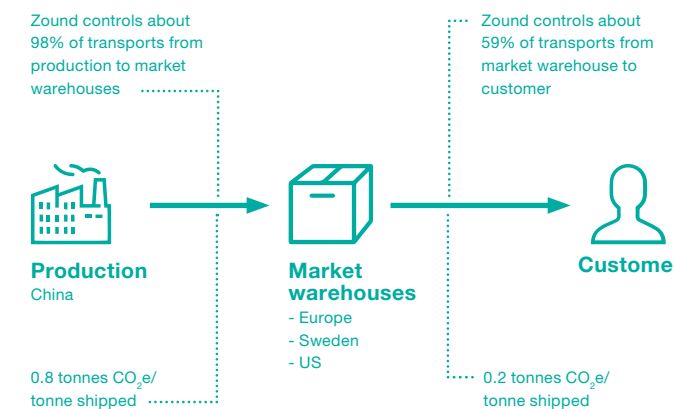 Zound controls about
98% of transports from
production to market
warehouses
Zound controls about
59% of transports from
market warehouse to
customer
Production
China
Market
warehouses
- Europe
- Sweden
- US
Custome
0.8 tonnes CO₂e/
tonne shipped
0.2 tonnes CO₂e/
tonne shipped